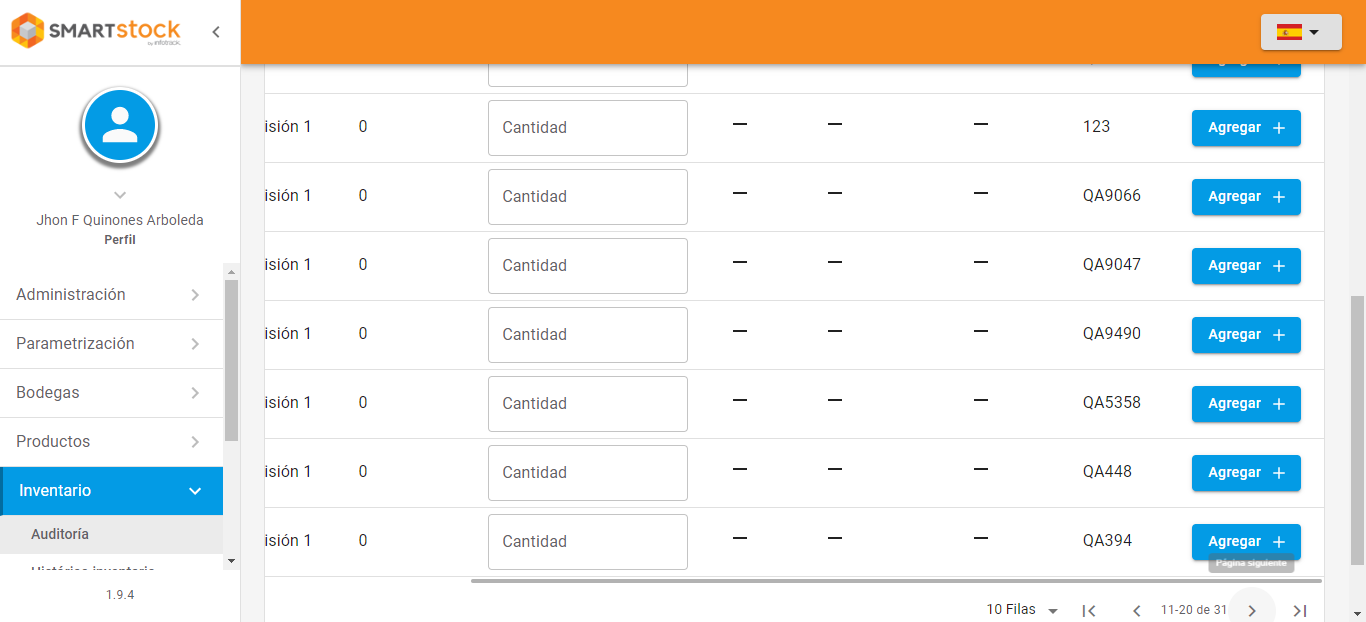 SMARTstock
by infotrack.
Jhon F Quinones Arboleda
Perfil
Administración
Parametrización
Bodegas
Productos
Inventario
Auditoría
Histórico inventario
1.9.4
isión 1 0 Cantidad — — — 123 Agregar +
isión 1 0 Cantidad — — — QA9066 Agregar +
isión 1 0 Cantidad — — — QA9047 Agregar +
isión 1 0 Cantidad — — — QA9490 Agregar +
isión 1 0 Cantidad — — — QA5358 Agregar +
isión 1 0 Cantidad — — — QA448 Agregar +
isión 1 0 Cantidad — — — QA394 Agregar +
Página siguiente
10 Filas 11-20 de 31